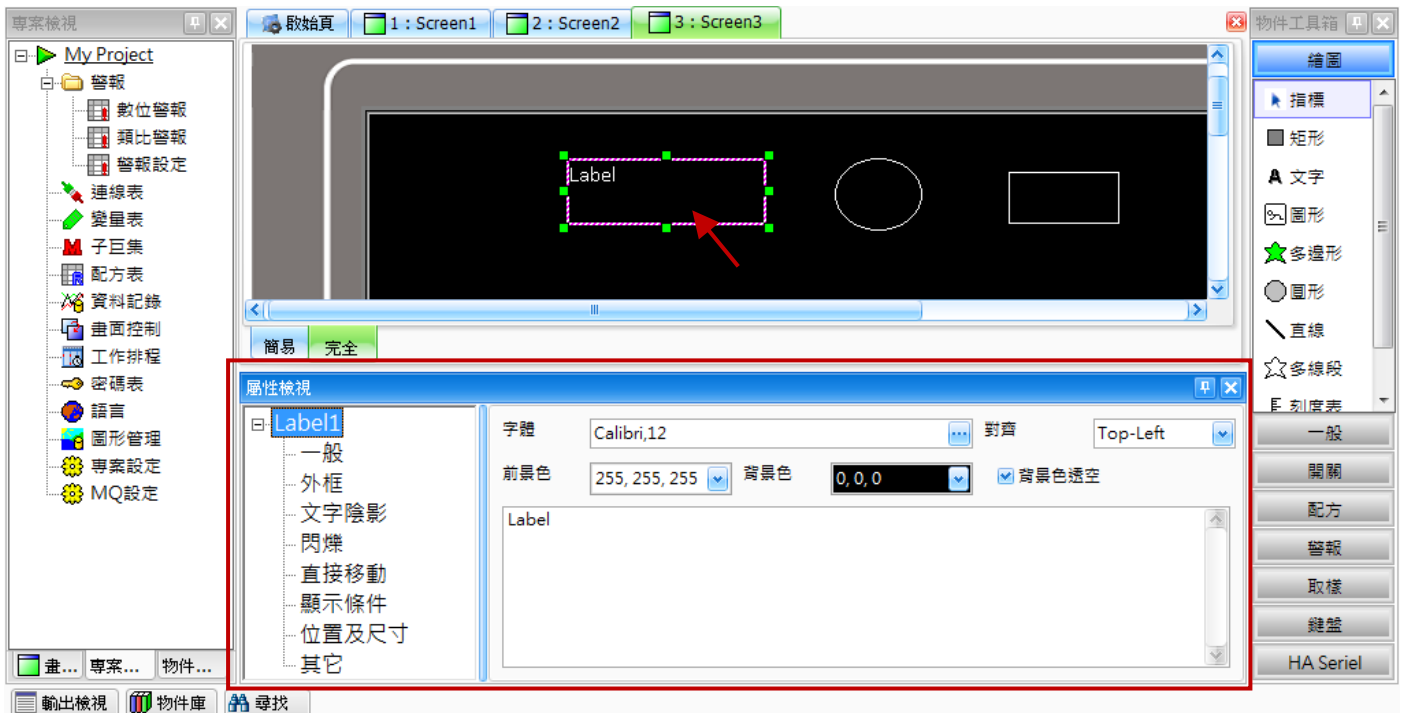 專案檢視
My Project
警報
數位警報
類比警報
警報設定
連線表
變量表
子巨集
配方表
資料記錄
畫面控制
工作排程
密碼表
語言
圖形管理
專案設定
MQ設定
畫... 專案... 物件...
輸出檢視 物件庫 尋找
啟始頁 1 : Screen1 2 : Screen2 3 : Screen3
Label
簡易 完全
屬性檢視
Label1
一般
外框
文字陰影
閃爍
直接移動
顯示條件
位置及尺寸
其它
字體 Calibri,12 ... 對齊 Top-Left
前景色 255, 255, 255 背景色 0, 0, 0 背景色透空
Label
物件工具箱
繪圖
指標
矩形
A 文字
圖形
多邊形
圓形
直線
多線段
刻度表
一般
開關
配方
警報
取樣
鍵盤
HA Seriel